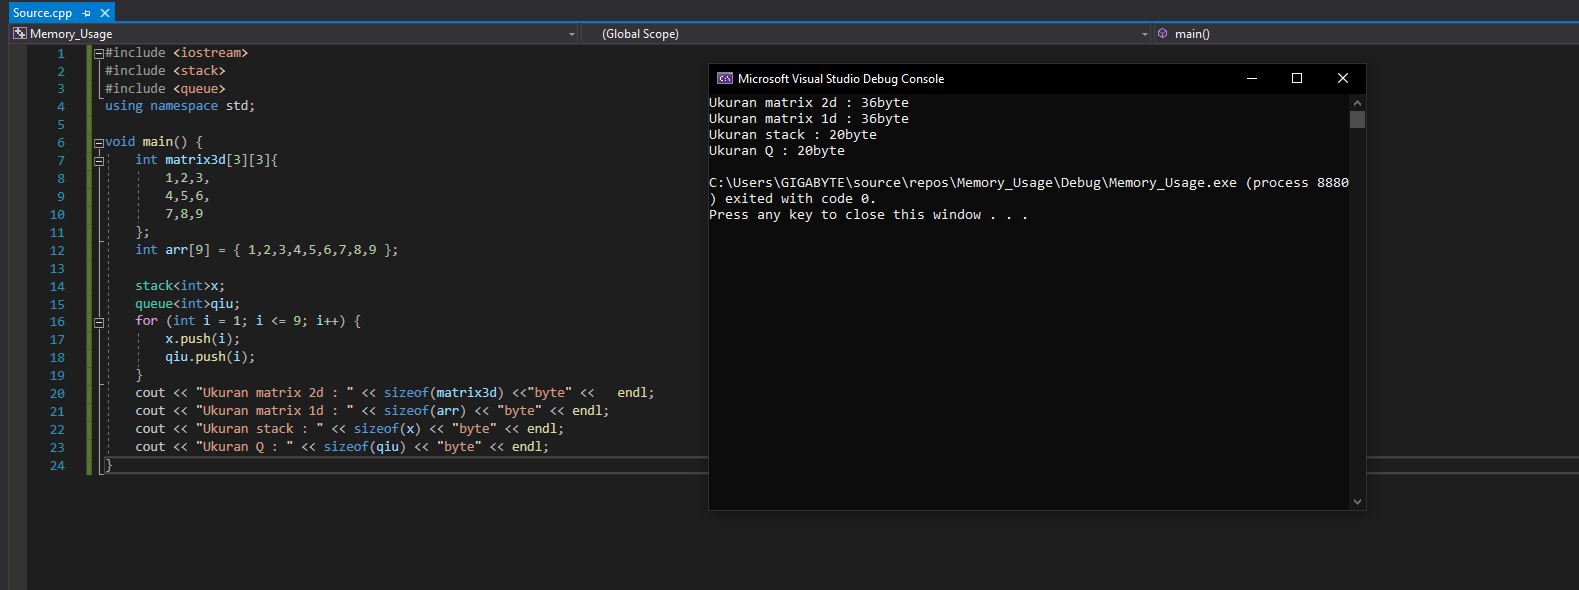 Source.cpp
Memory_Usage (Global Scope) main()
1 #include <iostream>
2 #include <stack>
3 #include <queue>
4 using namespace std;
5
6 void main() {
7 int matrix3d[3][3]{
8 1,2,3,
9 4,5,6,
10 7,8,9
11 };
12 int arr[9] = { 1,2,3,4,5,6,7,8,9 };
13
14 stack<int>x;
15 queue<int>qiu;
16 for (int i = 1; i <= 9; i++) {
17 x.push(i);
18 qiu.push(i);
19 }
20 cout << "Ukuran matrix 2d : " << sizeof(matrix3d) <<"byte" <<   endl;
21 cout << "Ukuran matrix 1d : " << sizeof(arr) << "byte" << endl;
22 cout << "Ukuran stack : " << sizeof(x) << "byte" << endl;
23 cout << "Ukuran Q : " << sizeof(qiu) << "byte" << endl;
24 }
C:\ Microsoft Visual Studio Debug Console
Ukuran matrix 2d : 36byte
Ukuran matrix 1d : 36byte
Ukuran stack : 20byte
Ukuran Q : 20byte
C:\Users\GIGABYTE\source\repos\Memory_Usage\Debug\Memory_Usage.exe (process 8880
) exited with code 0.
Press any key to close this window . . .